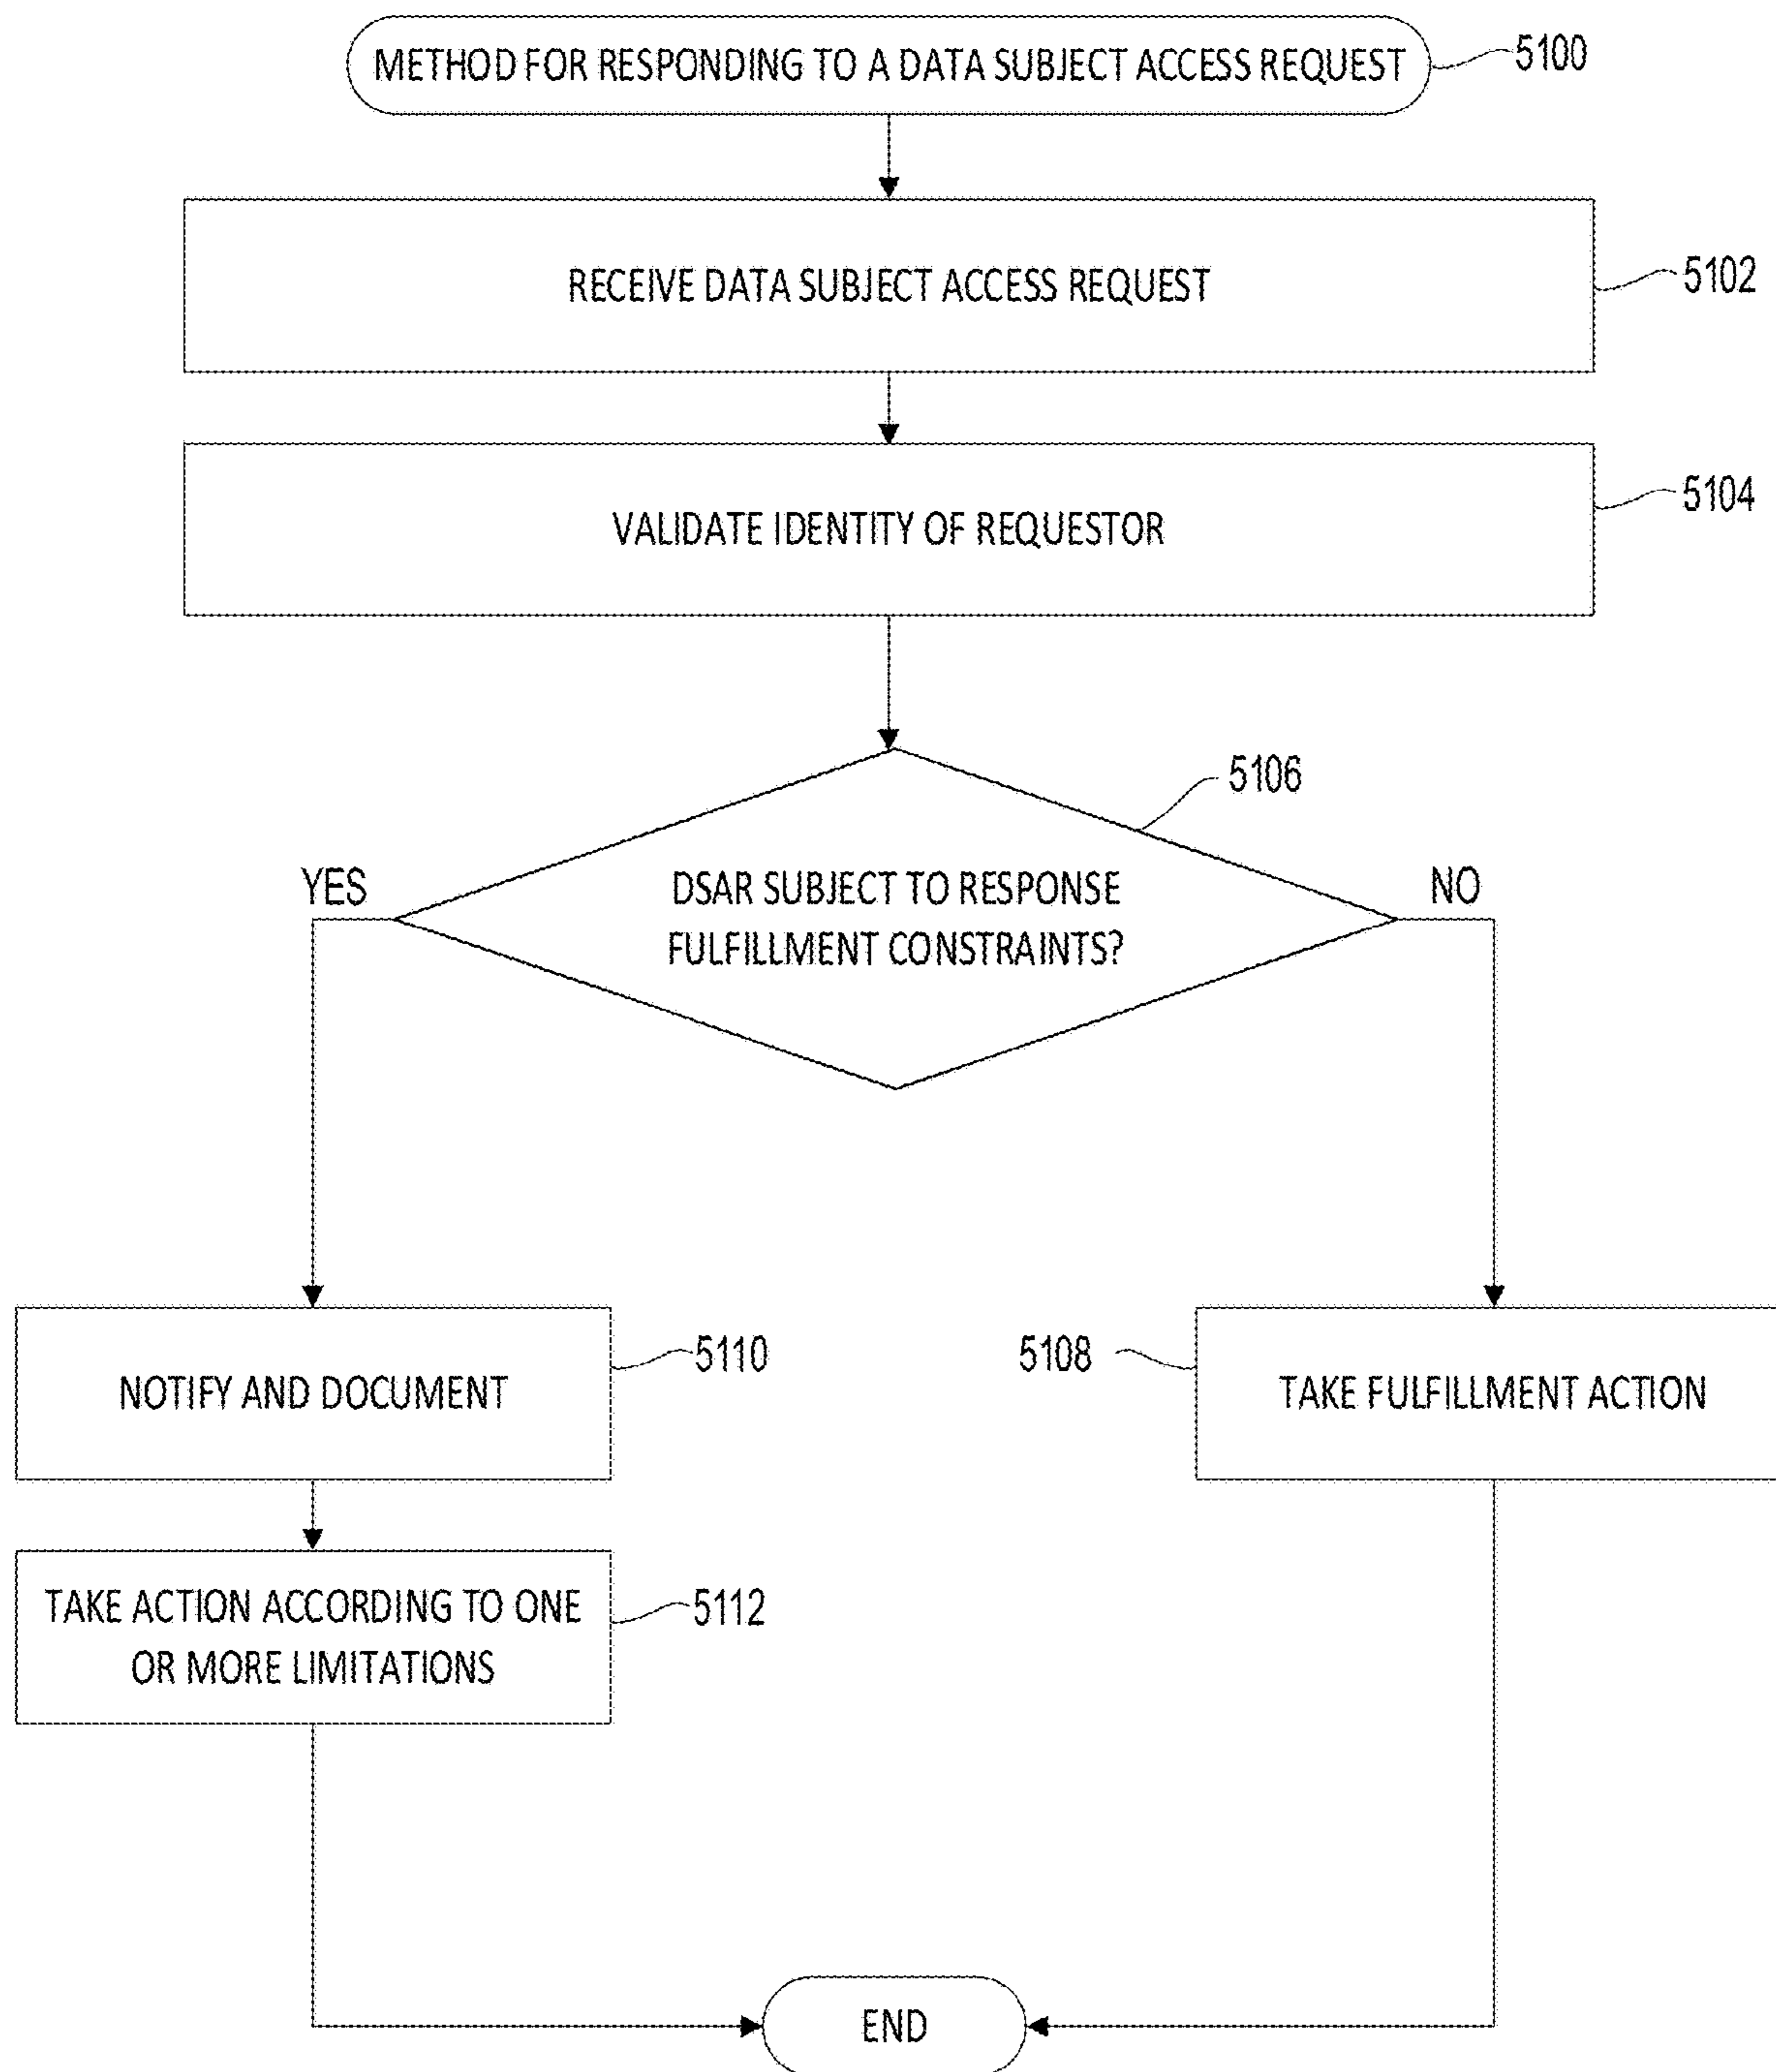 METHOD FOR RESPONDING TO A DATA SUBJECT ACCESS REQUEST
5100
RECEIVE DATA SUBJECT ACCESS REQUEST
5102
VALIDATE IDENTITY OF REQUESTOR
5104
5106
YES
DSAR SUBJECT TO RESPONSE
FULFILLMENT CONSTRAINTS?
NO
NOTIFY AND DOCUMENT
5110
5108
TAKE FULFILLMENT ACTION
TAKE ACTION ACCORDING TO ONE
OR MORE LIMITATIONS
5112
END